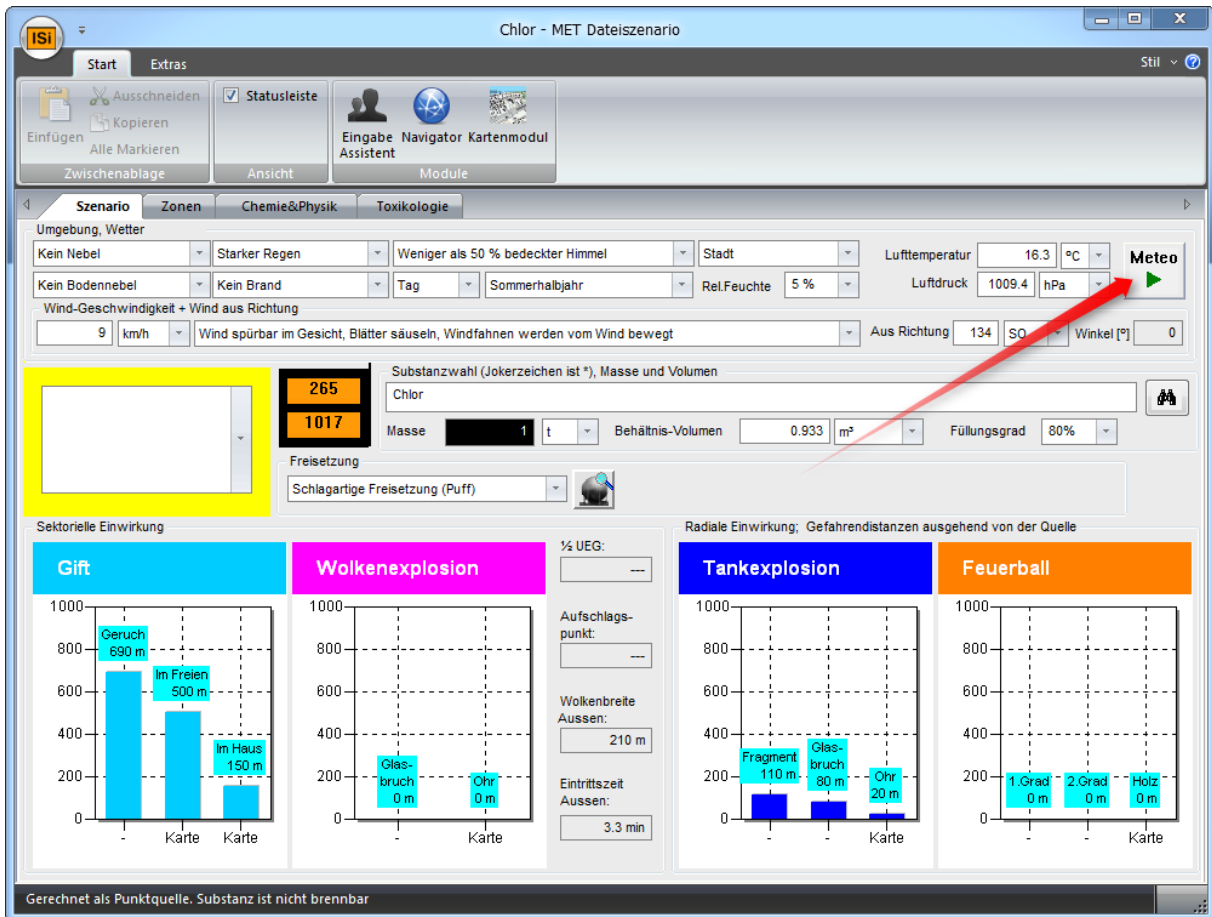 Chlor - MET Dateiszenario
ISi
Start Extras Stil
Einfügen
Ausschneiden
Kopieren
Alle Markieren
Zwischenablage
Statusleiste
Ansicht
Eingabe Assistent
Navigator
Kartenmodul
Module
Szenario Zonen Chemie&Physik Toxikologie
Umgebung, Wetter
Kein Nebel Starker Regen Weniger als 50 % bedeckter Himmel Stadt Lufttemperatur 16.3 ºC Meteo
Kein Bodennebel Kein Brand Tag Sommerhalbjahr Rel.Feuchte 5 % Luftdruck 1009.4 hPa
Wind-Geschwindigkeit + Wind aus Richtung
9 km/h Wind spürbar im Gesicht, Blätter säuseln, Windfahnen werden vom Wind bewegt Aus Richtung 134 SO Winkel [º] 0
265
1017
Substanzwahl (Jokerzeichen ist *), Masse und Volumen
Chlor
Masse 1 t Behältnis-Volumen 0.933 m³ Füllungsgrad 80%
Freisetzung
Schlagartige Freisetzung (Puff)
Sektorielle Einwirkung
Gift
1000
800
600
400
200
0
Geruch
690 m
Im Freien
500 m
Im Haus
150 m
- Karte Karte
Wolkenexplosion
1000
800
600
400
200
0
Glas-
bruch
0 m
Ohr
0 m
- Karte
½ UEG:
---
Aufschlags-
punkt:
---
Wolkenbreite
Aussen:
210 m
Eintrittszeit
Aussen:
3.3 min
Radiale Einwirkung; Gefahrendistanzen ausgehend von der Quelle
Tankexplosion
1000
800
600
400
200
0
Fragment
110 m
Glas-
bruch
80 m
Ohr
20 m
- - Karte
Feuerball
1000
800
600
400
200
0
1.Grad
0 m
2.Grad
0 m
Holz
0 m
- - Karte
Gerechnet als Punktquelle. Substanz ist nicht brennbar